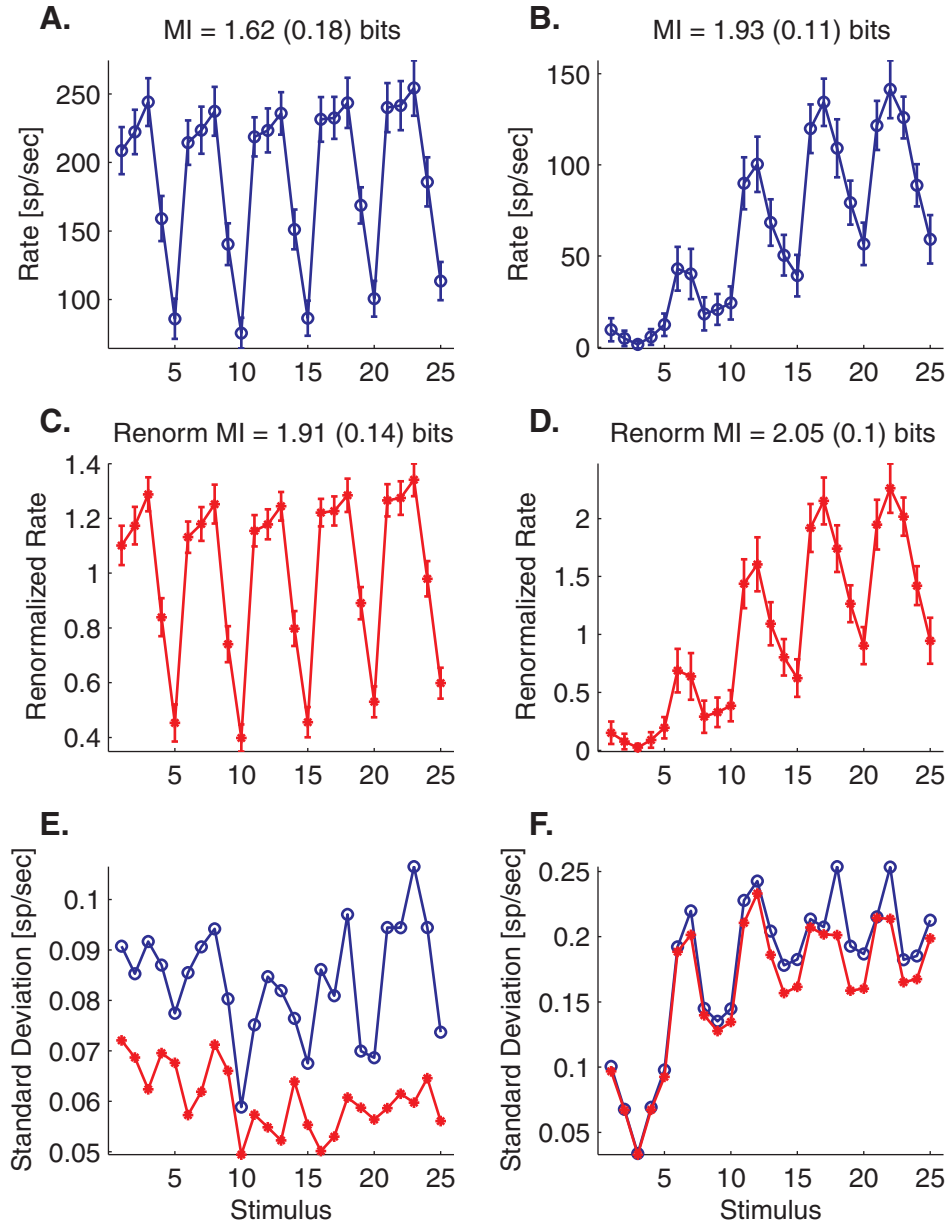 A.
MI = 1.62 (0.18) bits
Rate [sp/sec]
250
200
150
100
5 10 15 20 25
B.
MI = 1.93 (0.11) bits
Rate [sp/sec]
150
100
50
0
5 10 15 20 25
C.
Renorm MI = 1.91 (0.14) bits
Renormalized Rate
1.4
1.2
1
0.8
0.6
0.4
5 10 15 20 25
D.
Renorm MI = 2.05 (0.1) bits
Renormalized Rate
2
1.5
1
0.5
0
5 10 15 20 25
E.
Standard Deviation [sp/sec]
0.1
0.09
0.08
0.07
0.06
0.05
5 10 15 20 25
Stimulus
F.
Standard Deviation [sp/sec]
0.25
0.2
0.15
0.1
0.05
5 10 15 20 25
Stimulus